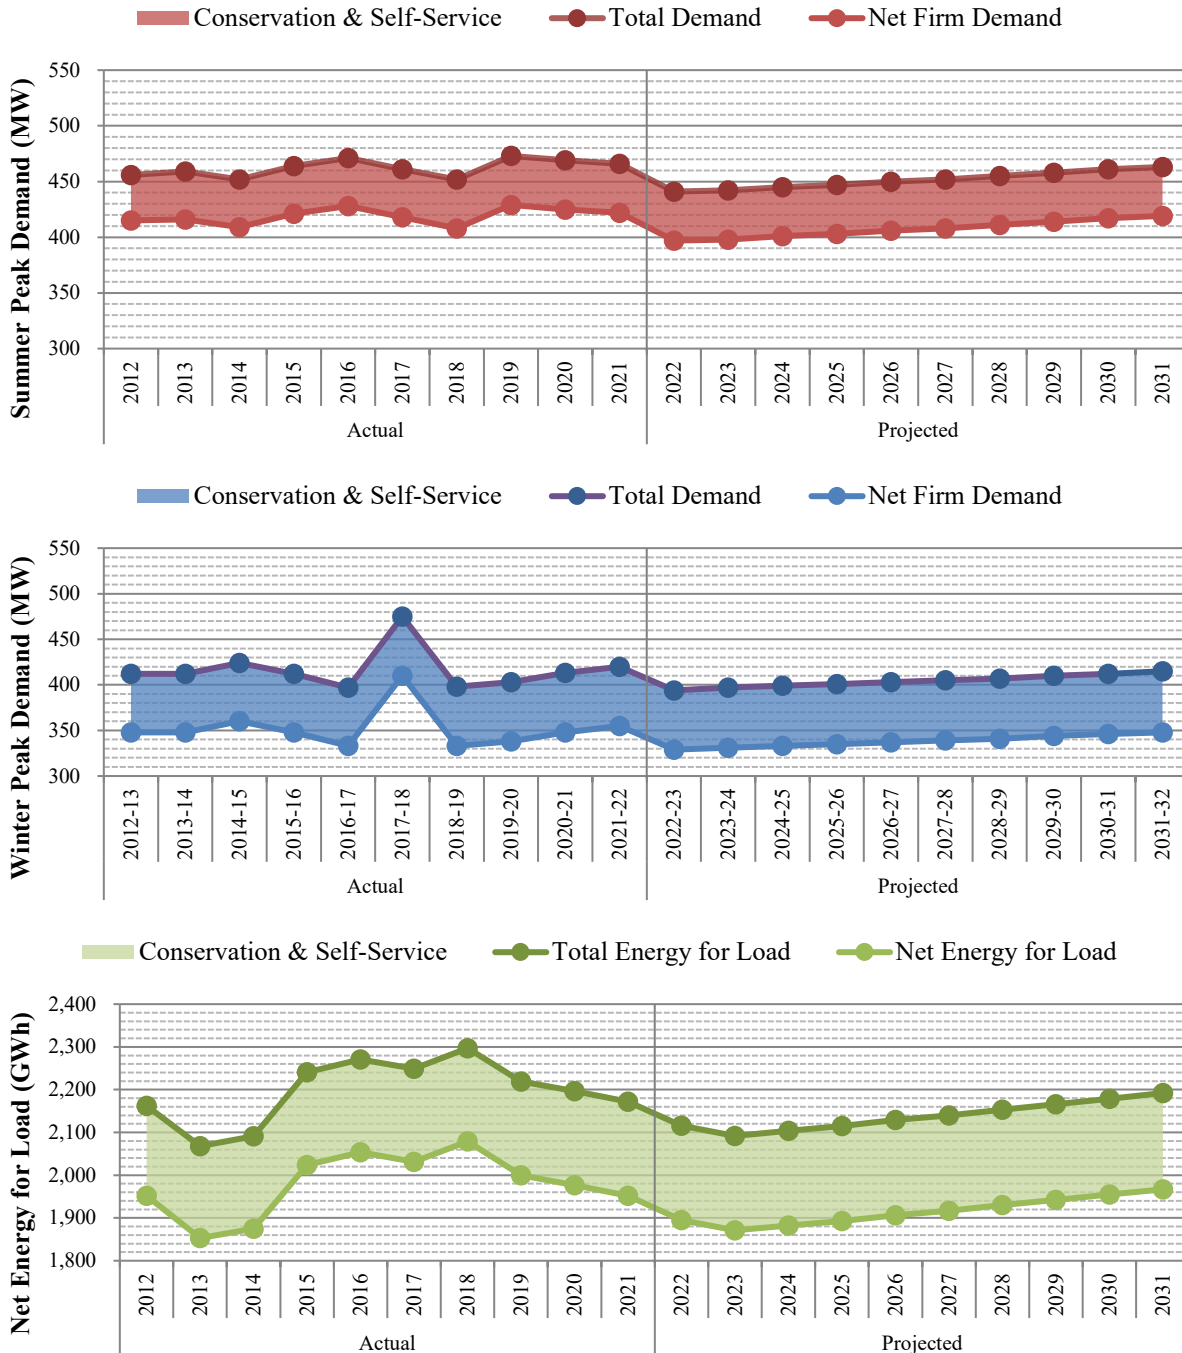 Conservation & Self-Service Total Demand Net Firm Demand
Summer Peak Demand (MW)
550
500
450
400
350
300
2012 2013 2014 2015 2016 2017 2018 2019 2020 2021 2022 2023 2024 2025 2026 2027 2028 2029 2030 2031
Actual Projected
Conservation & Self-Service Total Demand Net Firm Demand
Winter Peak Demand (MW)
550
500
450
400
350
300
2012-13 2013-14 2014-15 2015-16 2016-17 2017-18 2018-19 2019-20 2020-21 2021-22 2022-23 2023-24 2024-25 2025-26 2026-27 2027-28 2028-29 2029-30 2030-31 2031-32
Actual Projected
Conservation & Self-Service Total Energy for Load Net Energy for Load
Net Energy for Load (GWh)
2,400
2,300
2,200
2,100
2,000
1,900
1,800
2012 2013 2014 2015 2016 2017 2018 2019 2020 2021 2022 2023 2024 2025 2026 2027 2028 2029 2030 2031
Actual Projected